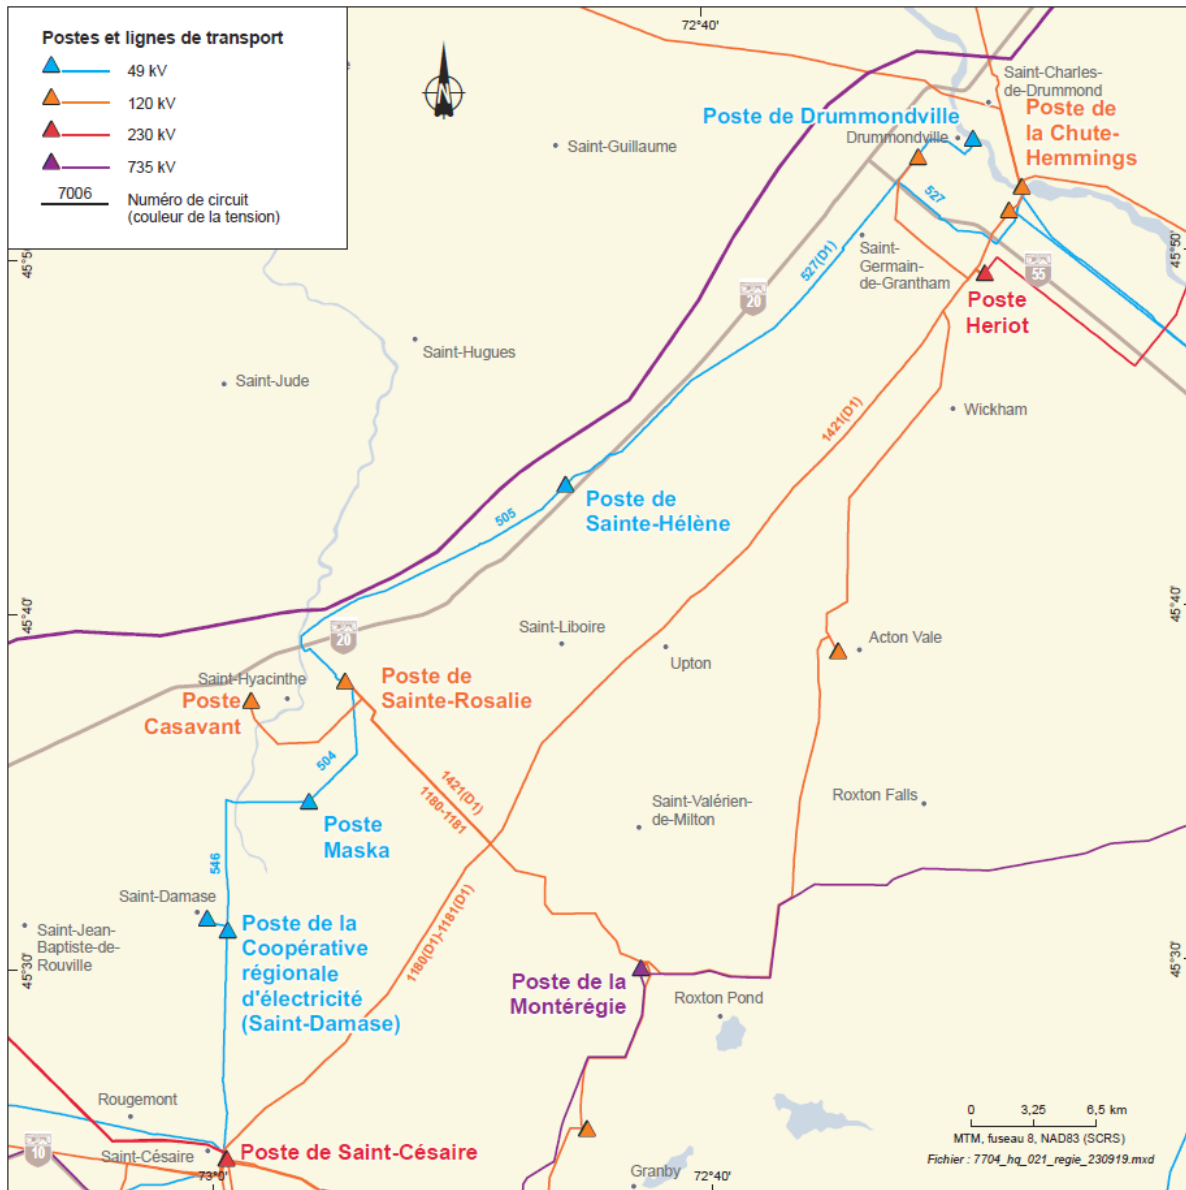 Postes et lignes de transport
49 kV
120 kV
230 kV
735 kV
7006
Numéro de circuit
(couleur de la tension)
N
72°40'
Saint-Charles-
de-Drummond
Poste de
la Chute-
Hemmings
Poste de Drummondville
Drummondville
Saint-Guillaume
527
Saint-
Germain-
de-Grantham
527(D1)
45°50'
55
Poste
Heriot
20
Saint-Hugues
Saint-Jude
1421(D1)
Wickham
Poste de
Sainte-Hélène
505
45°40'
45°40'
20
Saint-Liboire
Upton
Acton Vale
Saint-Hyacinthe
Poste
Casavant
Poste de
Sainte-Rosalie
504
1421(D1)
1180-1181
Saint-Valérien-
de-Milton
Roxton Falls
Poste
Maska
546
Saint-Damase
Saint-Jean-
Baptiste-de-
Rouville
Poste de la
Coopérative
régionale
d'électricité
(Saint-Damase)
1180(D1)-1181(D1)
45°30'
45°30'
Poste de la
Montérégie
Roxton Pond
Rougemont
10
Saint-Césaire
Poste de Saint-Césaire
73°0'
Granby
72°40'
0 3,25 6,5 km
MTM, fuseau 8, NAD83 (SCRS)
Fichier : 7704_hq_021_regie_230919.mxd